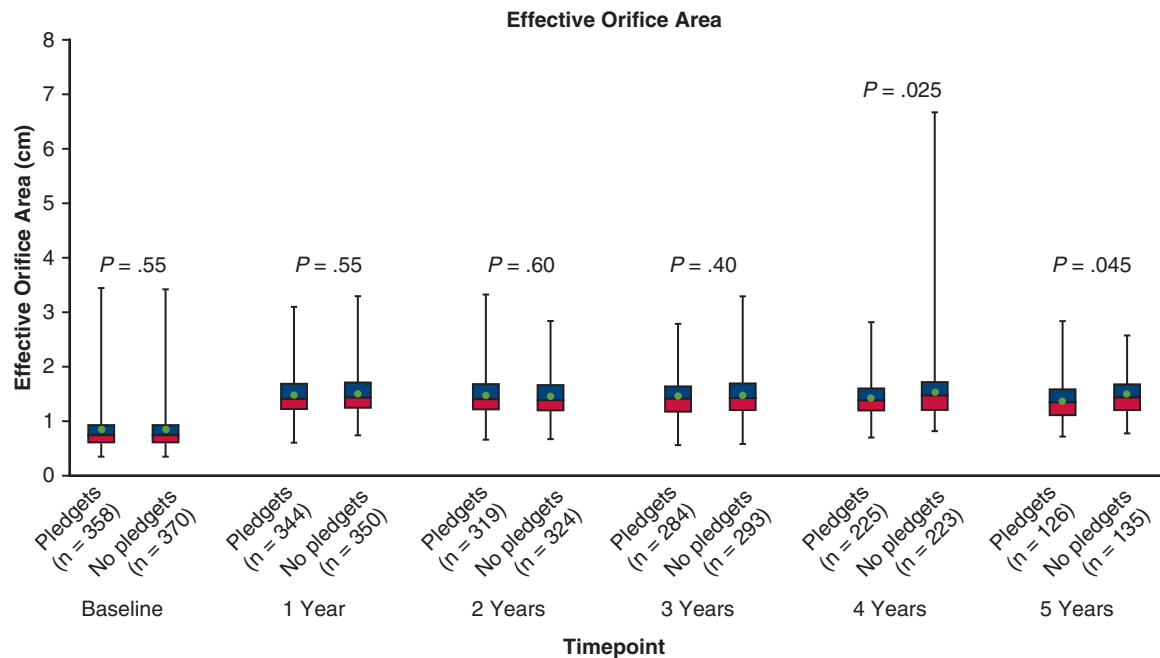 Effective Orifice Area
Effective Orifice Area (cm)
8
7
6
5
4
3
2
1
0
P = .55
P = .55
P = .60
P = .40
P = .025
P = .045
Pledgets
(n = 358)
No pledgets
(n = 370)
Pledgets
(n = 344)
No pledgets
(n = 350)
Pledgets
(n = 319)
No pledgets
(n = 324)
Pledgets
(n = 284)
No pledgets
(n = 293)
Pledgets
(n = 225)
No pledgets
(n = 223)
Pledgets
(n = 126)
No pledgets
(n = 135)
Baseline
1 Year
2 Years
3 Years
4 Years
5 Years
Timepoint